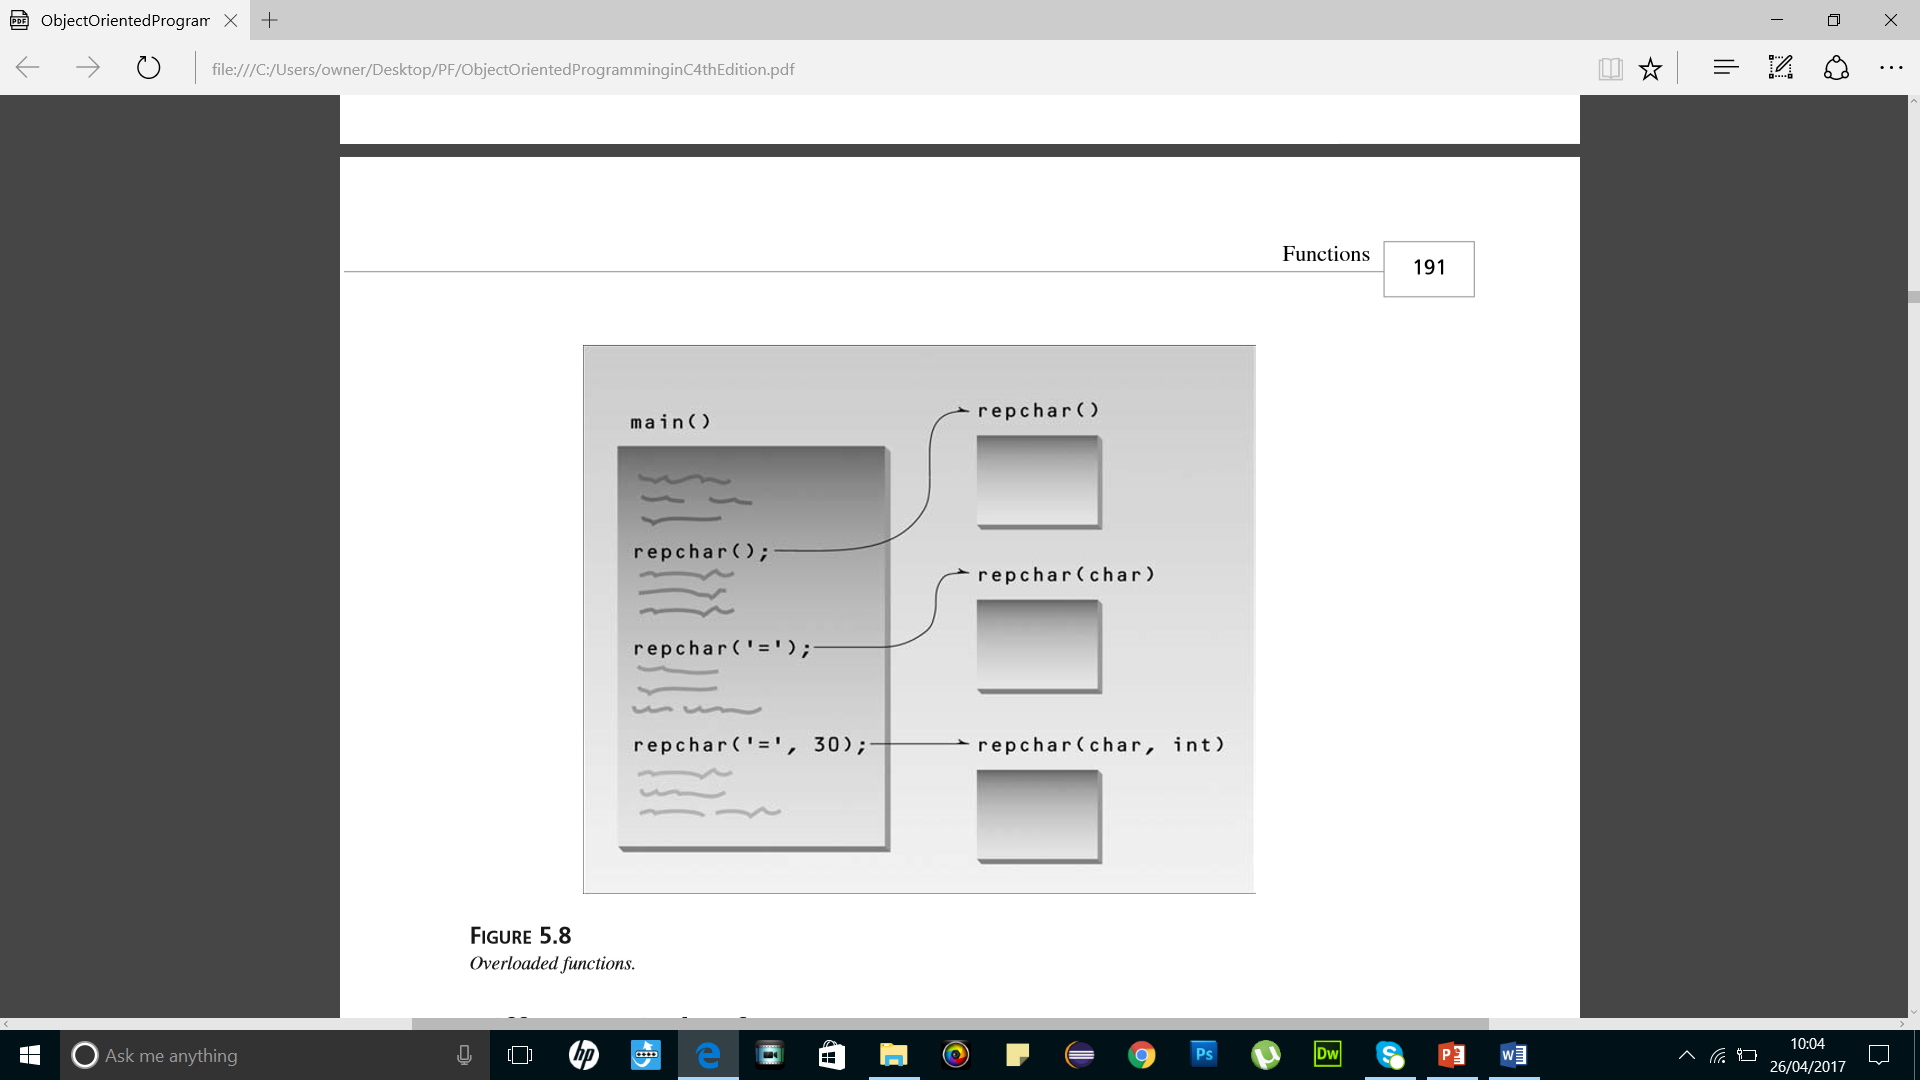 ObjectOrientedProgram
file:///C:/Users/owner/Desktop/PF/ObjectOrientedProgramminginC4thEdition.pdf
Functions
191
main()
repchar()
repchar();
repchar(char)
repchar('=');
repchar('=', 30);
repchar(char, int)
FIGURE 5.8
Overloaded functions.
Ask me anything
hp
Ps
Dw
10:04
26/04/2017